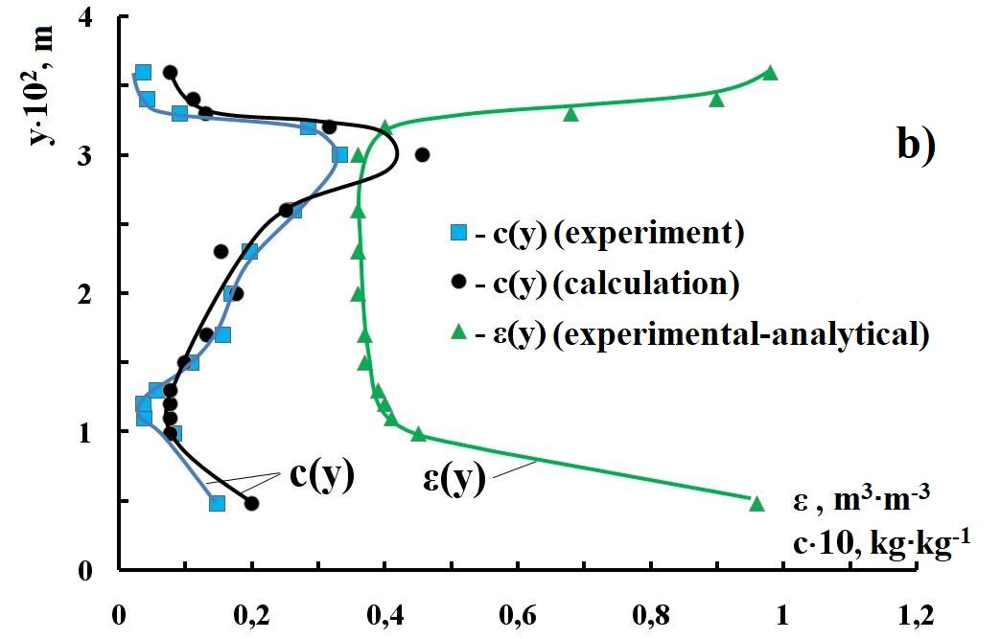 y·10², m
4
3
2
1
0
b)
- c(y) (experiment)
- c(y) (calculation)
- ε(y) (experimental-analytical)
c(y)
ε(y)
ε , m³·m⁻³
c·10, kg·kg⁻¹
0 0,2 0,4 0,6 0,8 1 1,2